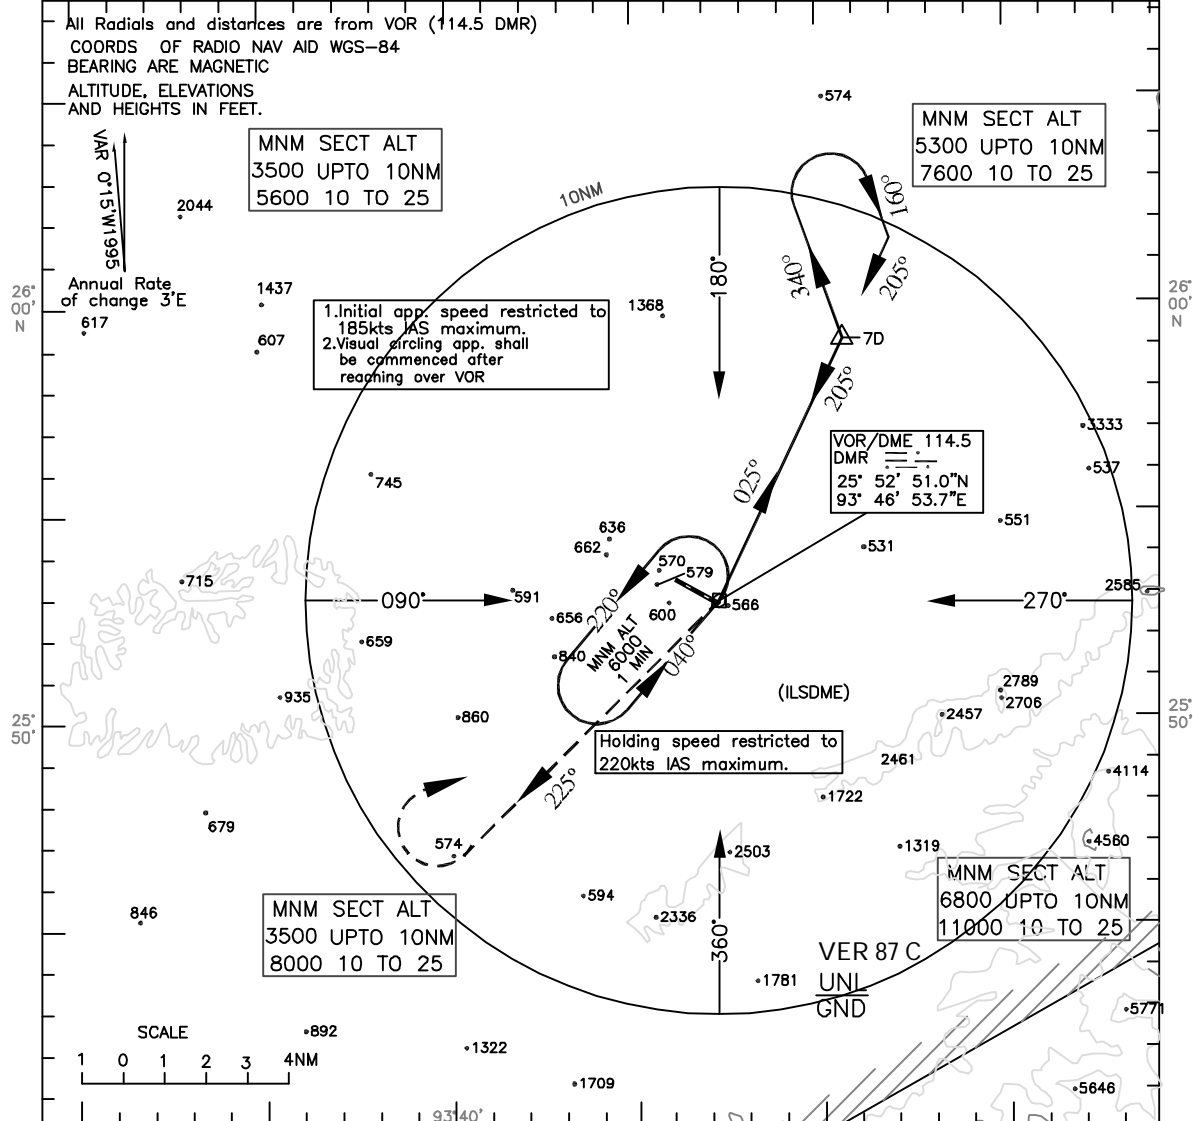 All Radials and distances are from VOR (114.5 DMR)
COORDS OF RADIO NAV AID WGS-84
BEARING ARE MAGNETIC
ALTITUDE, ELEVATIONS
AND HEIGHTS IN FEET.
VAR 0°15'W1995
Annual Rate
of change 3'E
MNM SECT ALT
3500 UPTO 10NM
5600 10 TO 25
574
MNM SECT ALT
5300 UPTO 10NM
7600 10 TO 25
2044
10NM
160°
180°
340°
205°
26°
00'
N
26°
00'
N
1437
617
607
1368
1.Initial app. speed restricted to
185kts IAS maximum.
2.Visual circling app. shall
be commenced after
reaching over VOR
7D
205°
3333
VOR/DME 114.5
DMR
25° 52' 51.0"N
93° 46' 53.7"E
537
745
025°
551
636
662
531
570
579
715
591
2585
090°
270°
220°
600
566
656
659
MNM ALT
6000
1 MIN
040°
840
935
(ILSDME)
2789
2706
860
2457
25°
50'
25°
50'
Holding speed restricted to
220kts IAS maximum.
2461
4114
225°
1722
679
574
2503
1319
4560
MNM SECT ALT
6800 UPTO 10NM
11000 10 TO 25
594
846
2336
MNM SECT ALT
3500 UPTO 10NM
8000 10 TO 25
360°
VER 87 C
UNL
GND
1781
5771
SCALE
892
1322
1 0 1 2 3 4NM
1709
5646
93°40'